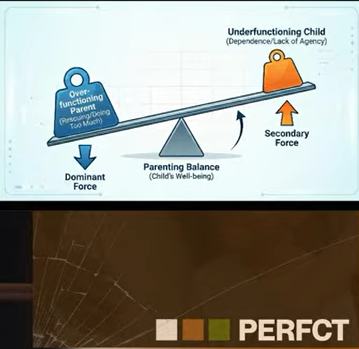 Underfunctioning Child
(Dependence/Lack of Agency)
Over-
functioning
Parent
(Rescuing/Doing
Too Much)
Secondary
Force
Parenting Balance
(Child's Well-being)
Dominant
Force
PERFCT